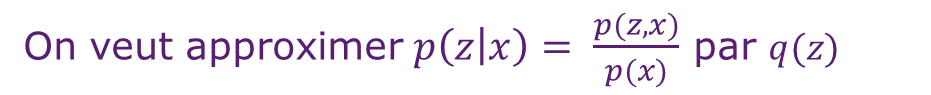 On veut approximer p(z|x) = p(z,x)/p(x) par q(z)